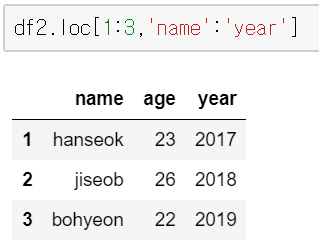 df2.loc[1:3,'name':'year']
name age year
1 hanseok 23 2017
2 jiseob 26 2018
3 bohyeon 22 2019